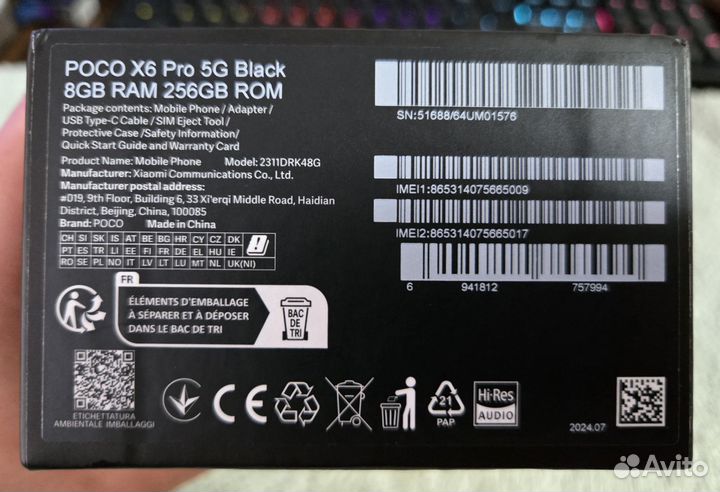 POCO X6 Pro 5G Black
8GB RAM 256GB ROM
Package contents: Mobile Phone / Adapter /
USB Type-C Cable / SIM Eject Tool /
Protective Case /Safety Information/
Quick Start Guide and Warranty Card
Product Name: Mobile Phone Model: 2311DRK48G
Manufacturer: Xiaomi Communications Co., Ltd.
Manufacturer postal address:
#019, 9th Floor, Building 6, 33 Xi'erqi Middle Road, Haidian
District, Beijing, China, 100085
Brand: POCO Made in China
CH SI SK IS AT BE BG HR CY CZ DK
PT ES TR LI EE FI FR DE EL HU IE
RO SE PL NO IT LV LT LU MT NL UK(NI)
SN:51688/64UM01576
IMEI1:865314075665009
IMEI2:865314075665017
6 941812 757994
FR
ÉLÉMENTS D'EMBALLAGE
À SÉPARER ET À DÉPOSER
DANS LE BAC DE TRI
BAC
DE
TRI
ETICHETTATURA
AMBIENTALE IMBALLAGGI
CE
21
PAP
Hi-Res
AUDIO
2024.07
Avito